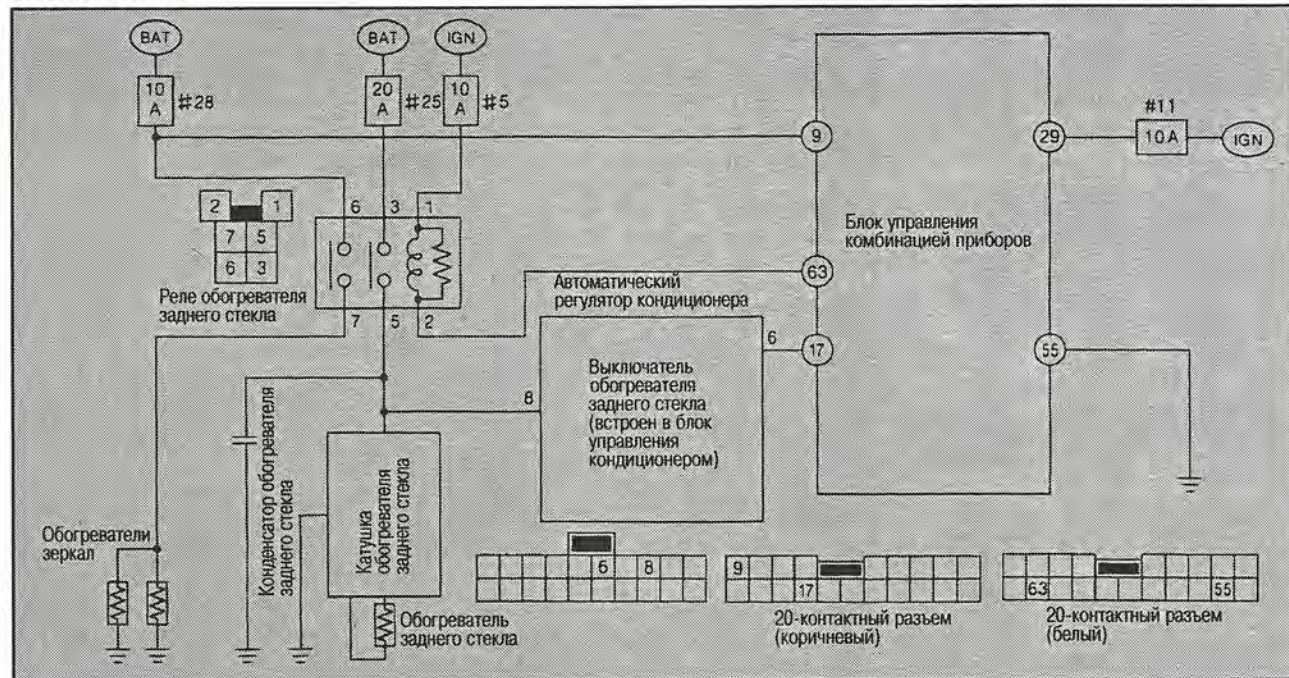 BAT
BAT
IGN
10
A
#28
20
A
#25
10
A
#5
#11
9
29
10A
IGN
2
1
7
5
6
3
6
3
1
Блок управления
комбинацией приборов
63
Реле обогревателя
заднего стекла
7
5
2
Автоматический
регулятор кондиционера
6
17
55
8
Выключатель
обогревателя
заднего стекла
(встроен в блок
управления
кондиционером)
Обогреватели
зеркал
Конденсатор обогревателя
заднего стекла
Катушка
обогревателя
заднего стекла
Обогреватель
заднего стекла
6
8
9
17
20-контактный разъем
(коричневый)
63
55
20-контактный разъем
(белый)